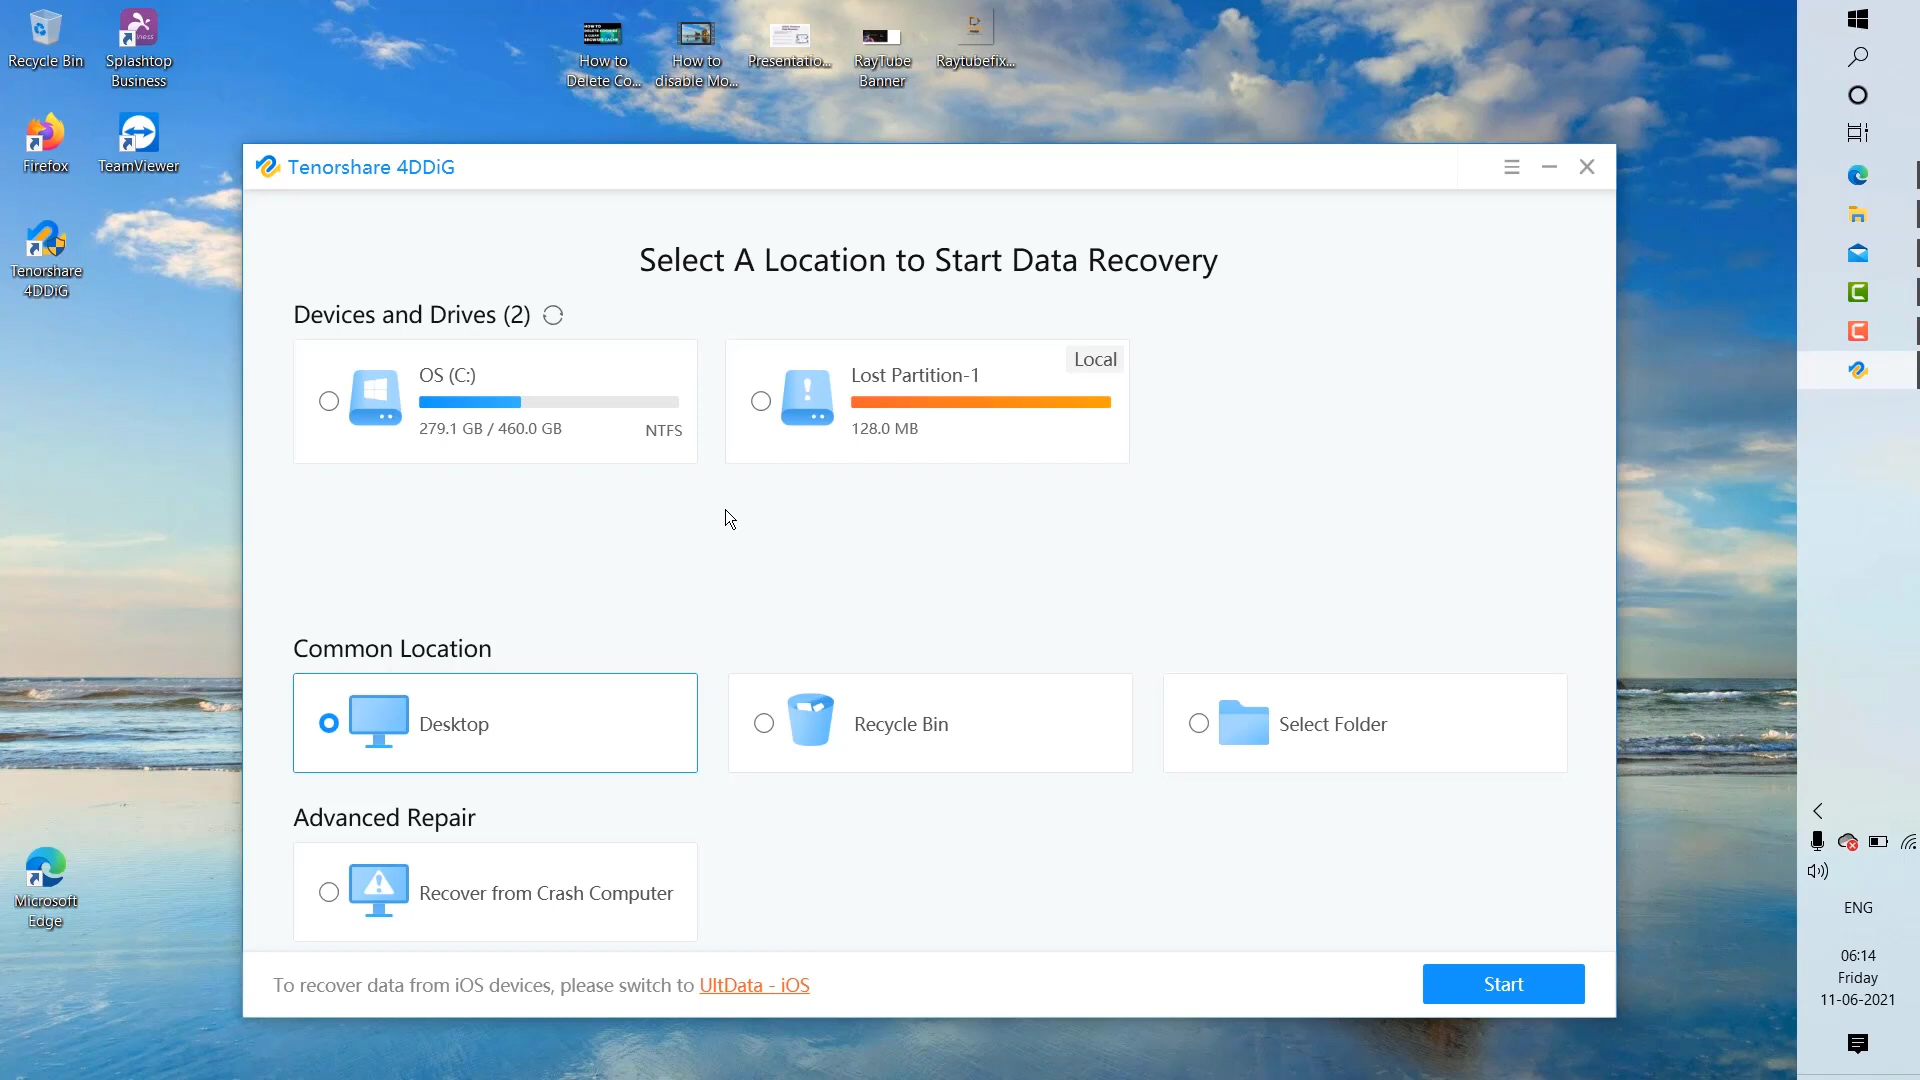 Recycle Bin
Splashtop
Business
Firefox
TeamViewer
Tenorshare
4DDiG
Microsoft
Edge
HOW TO
How to
Delete Co...
How to
disable Mo...
Presentatio...
RayTube
Banner
Raytubefix...
Tenorshare 4DDiG
Select A Location to Start Data Recovery
Devices and Drives (2)
OS (C:)
279.1 GB / 460.0 GB
NTFS
Local
Lost Partition-1
128.0 MB
Common Location
Desktop
Recycle Bin
Select Folder
Advanced Repair
Recover from Crash Computer
To recover data from iOS devices, please switch to UltData - iOS
Start
ENG
06:14
Friday
11-06-2021